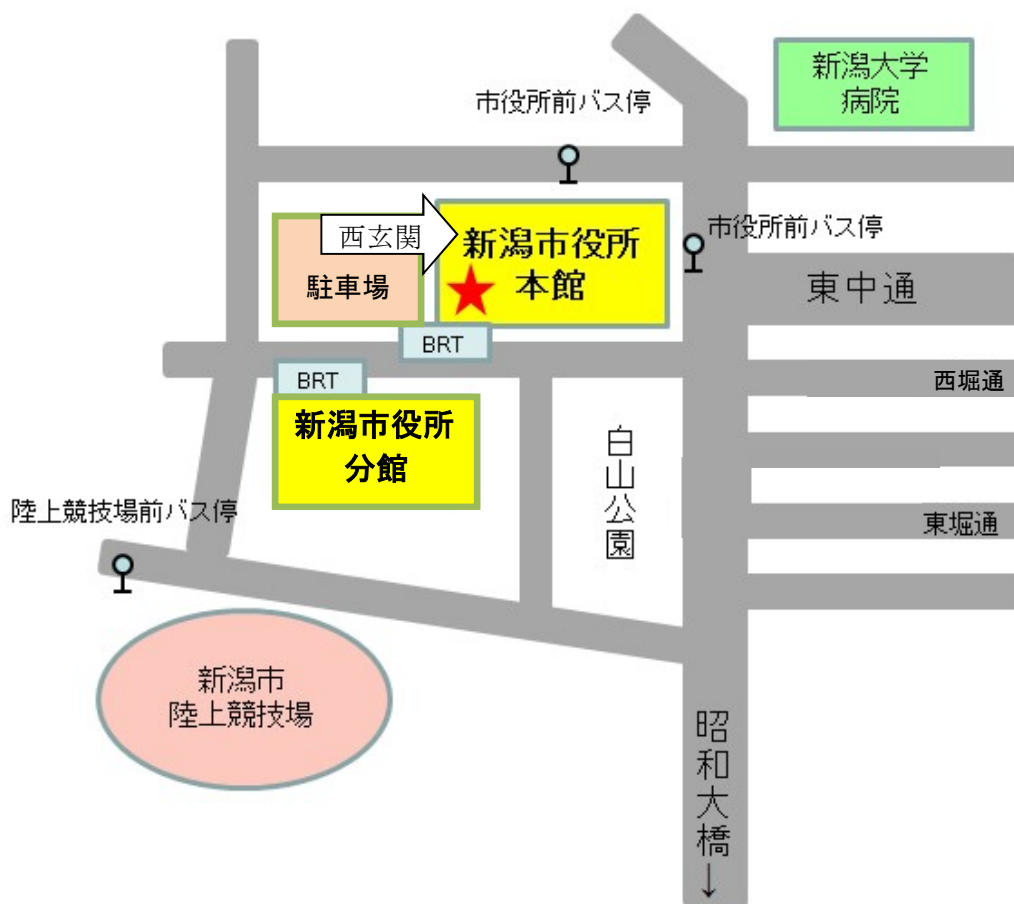 新潟大学
病院
市役所前バス停
市役所前バス停
西玄関
新潟市役所
本館
駐車場
東中通
BRT
BRT
西堀通
新潟市役所
分館
白山公園
陸上競技場前バス停
東堀通
新潟市
陸上競技場
昭和大橋
↓